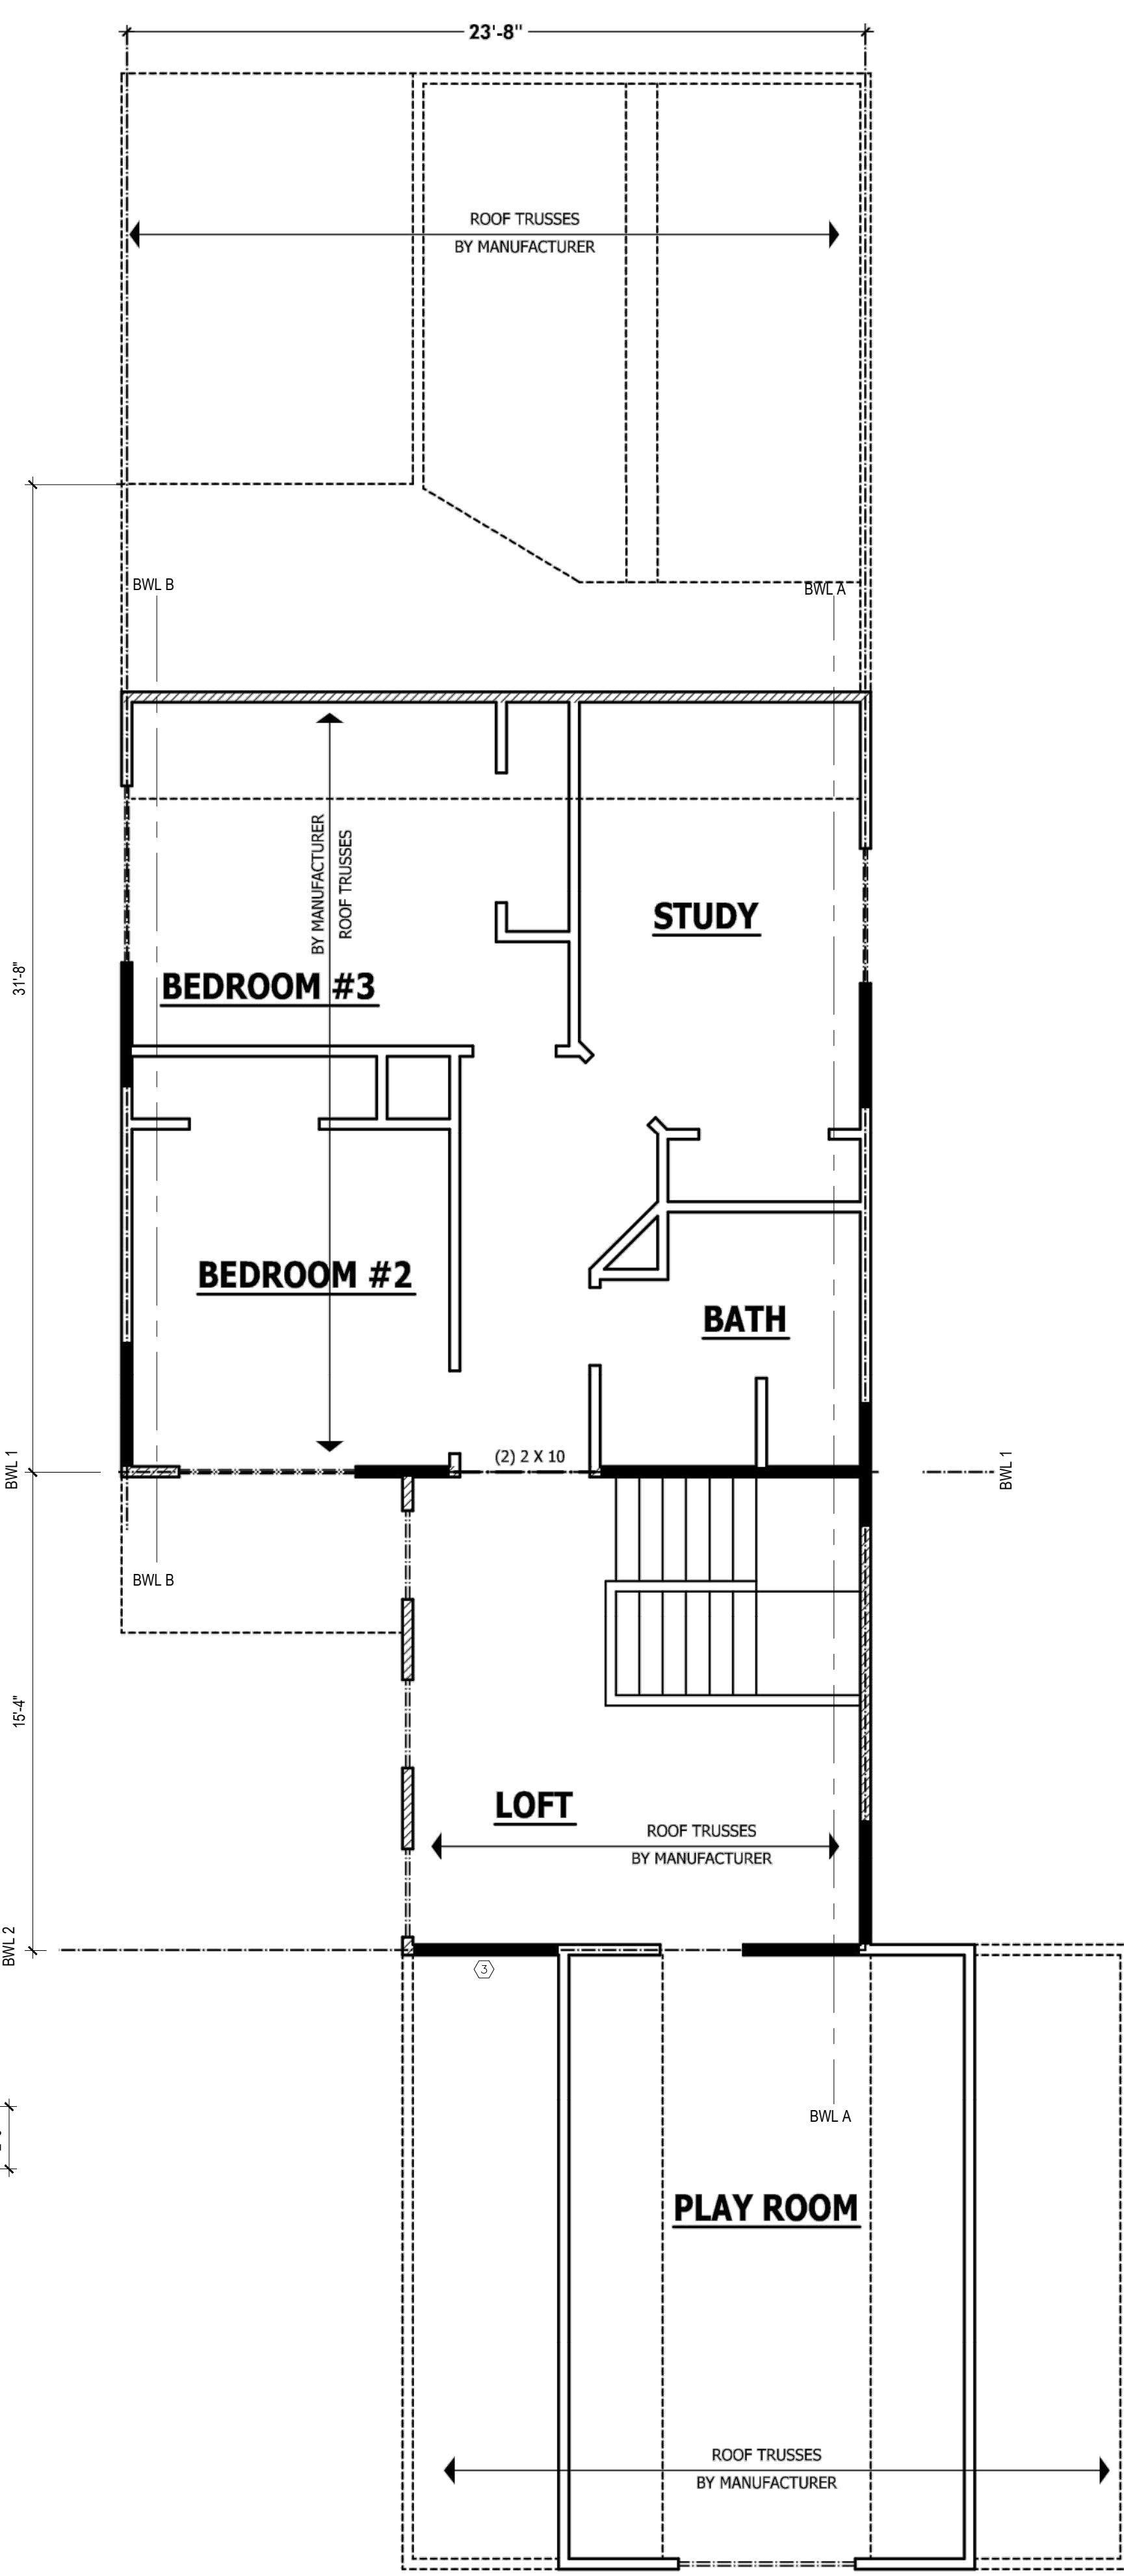 23'-8"
ROOF TRUSSES
BY MANUFACTURER
BWL B
BWL A
BY MANUFACTURER
ROOF TRUSSES
STUDY
31'-8"
BEDROOM #3
BEDROOM #2
BATH
(2) 2 X 10
BWL 1
BWL 1
BWL B
15'-4"
LOFT
ROOF TRUSSES
BY MANUFACTURER
BWL 2
3
BWL A
PLAY ROOM
ROOF TRUSSES
BY MANUFACTURER